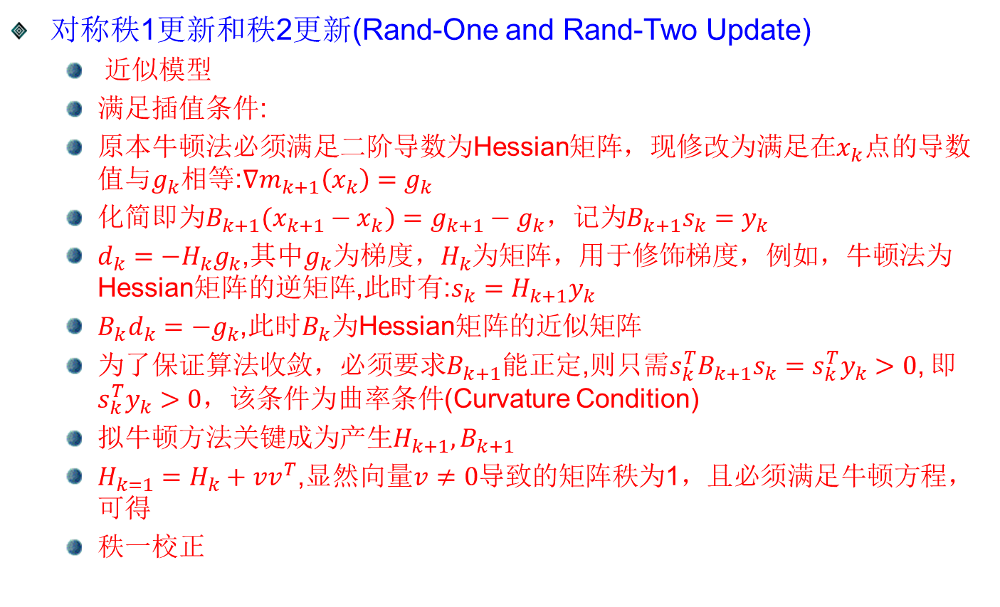 对称秩1更新和秩2更新(Rand-One and Rand-Two Update)
近似模型
满足插值条件:
原本牛顿法必须满足二阶导数为Hessian矩阵，现修改为满足在$x_k$点的导数
值与$g_k$相等:$\nabla m_{k+1}(x_k) = g_k$
化简即为$B_{k+1}(x_{k+1} - x_k) = g_{k+1} - g_k$，记为$B_{k+1}s_k = y_k$
$d_k = -H_k g_k$,其中$g_k$为梯度，$H_k$为矩阵，用于修饰梯度，例如，牛顿法为
Hessian矩阵的逆矩阵,此时有:$s_k = H_{k+1}y_k$
$B_k d_k = -g_k$,此时$B_k$为Hessian矩阵的近似矩阵
为了保证算法收敛，必须要求$B_{k+1}$能正定,则只需$s_k^T B_{k+1} s_k = s_k^T y_k > 0$, 即
$s_k^T y_k > 0$，该条件为曲率条件(Curvature Condition)
拟牛顿方法关键成为产生$H_{k+1}, B_{k+1}$
$H_{k=1} = H_k + vv^T$,显然向量$v \neq 0$导致的矩阵秩为1，且必须满足牛顿方程，
可得
秩一校正